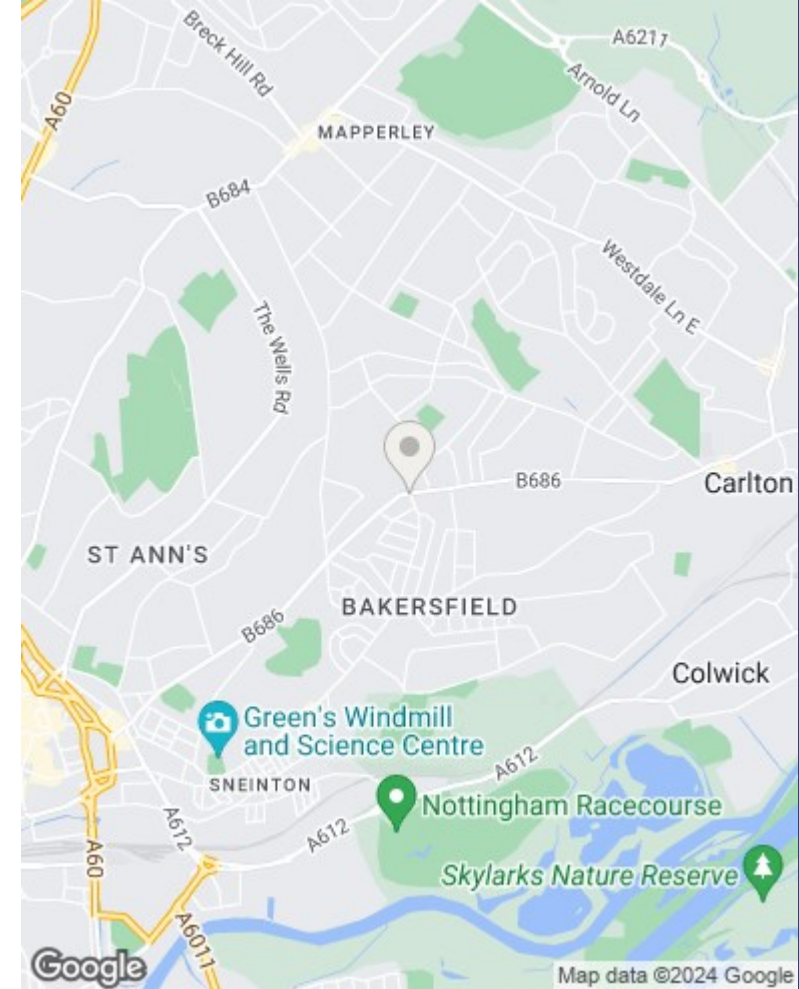 Breck Hill Rd
A6211
A60
Arnold Ln
MAPPERLEY
B684
Westdale Ln E
The Wells Rd
B686
Carlton
ST ANN'S
BAKERSFIELD
B686
Colwick
Green's Windmill
and Science Centre
A612
SNEINTON
Nottingham Racecourse
A612
A612
A60
Skylarks Nature Reserve
A6011
Google
Map data ©2024 Google